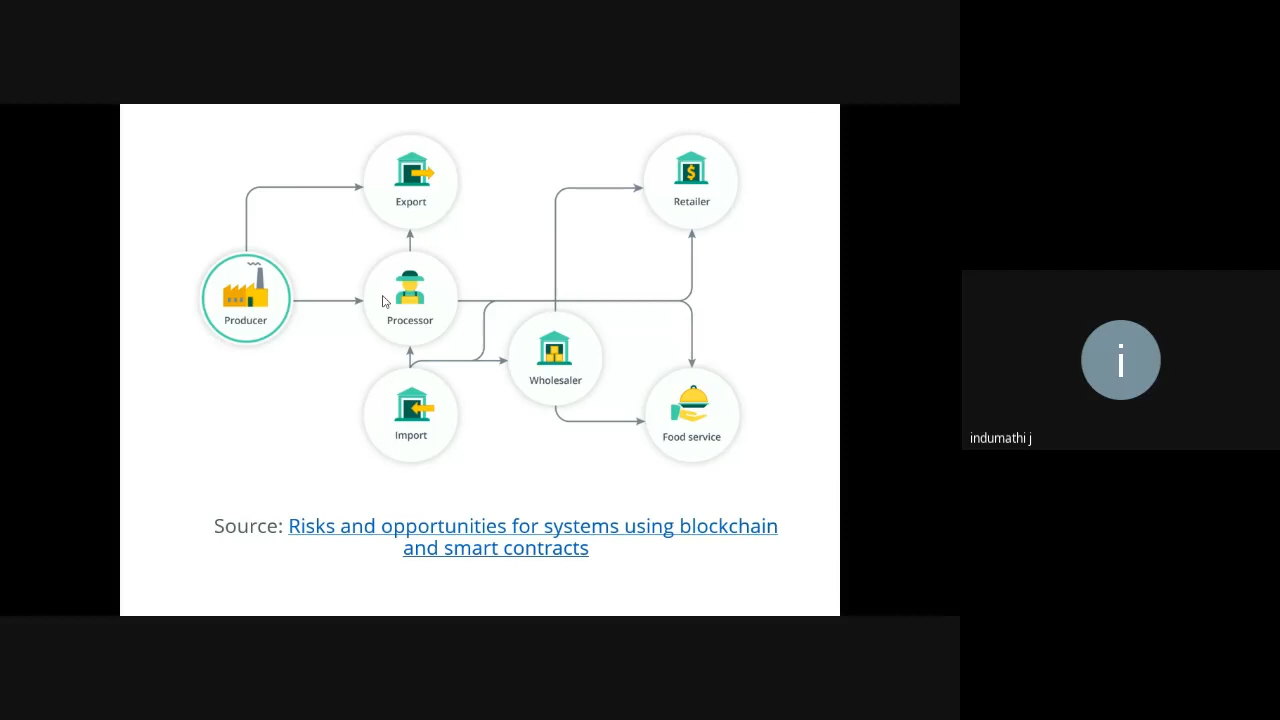 Export
Retailer
Producer
Processor
Wholesaler
Import
Food service
Source: Risks and opportunities for systems using blockchain
and smart contracts
i
indumathi j